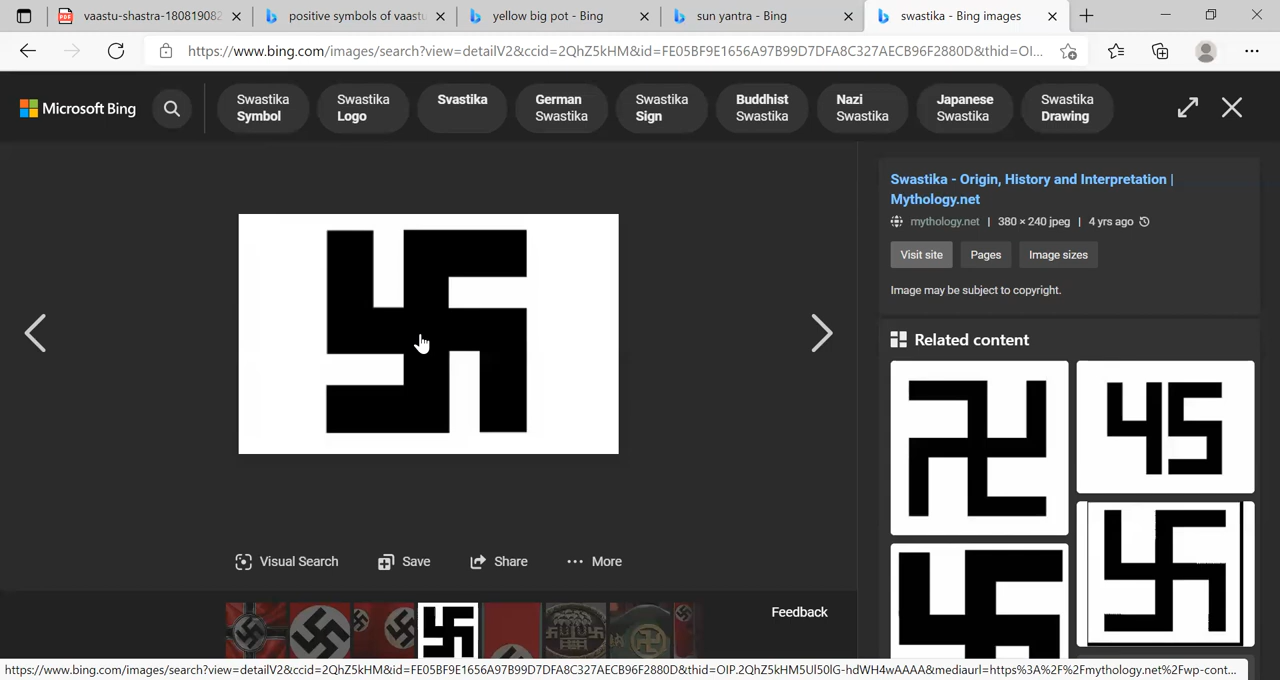 vaastu-shastra-180819082
positive symbols of vaastu
yellow big pot - Bing
sun yantra - Bing
swastika - Bing images
https://www.bing.com/images/search?view=detailV2&ccid=2QhZ5kHM&id=FE05BF9E1656A97B99D7DFA8C327AECB96F2880D&thid=OI...
Microsoft Bing
Swastika Symbol
Swastika Logo
Svastika
German Swastika
Swastika Sign
Buddhist Swastika
Nazi Swastika
Japanese Swastika
Swastika Drawing
Swastika - Origin, History and Interpretation |
Mythology.net
mythology.net | 380 × 240 jpeg | 4 yrs ago
Visit site
Pages
Image sizes
Image may be subject to copyright.
Related content
45
Visual Search
Save
Share
More
Feedback
https://www.bing.com/images/search?view=detailV2&ccid=2QhZ5kHM&id=FE05BF9E1656A97B99D7DFA8C327AECB96F2880D&thid=OIP.2QhZ5kHM5Ul50lG-hdWH4wAAAA&mediaurl=https%3A%2F%2Fmythology.net%2Fwp-cont...